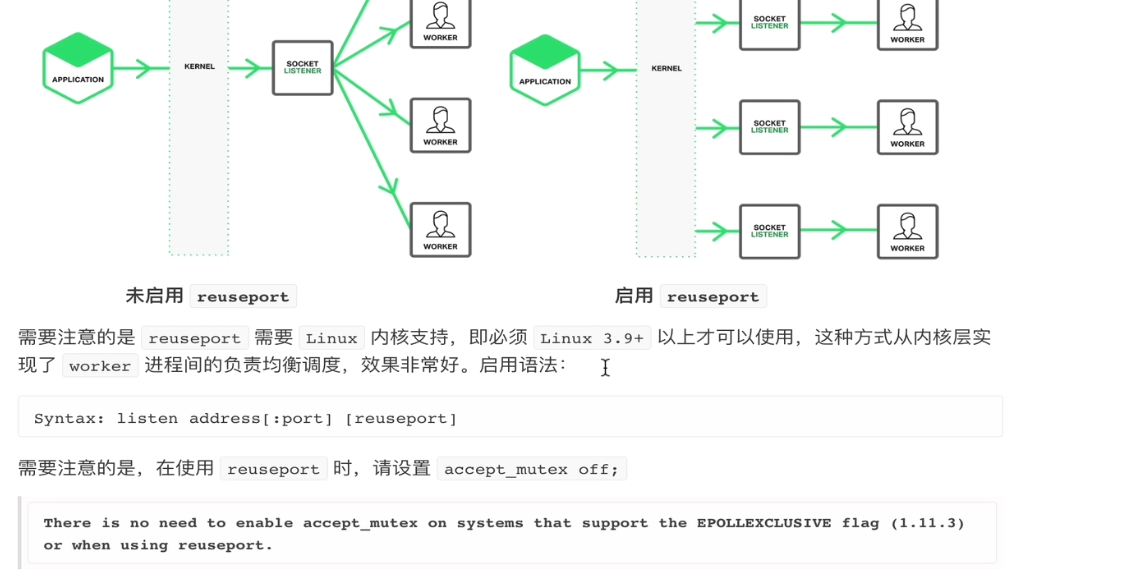 WORKER
SOCKET
LISTENER
WORKER
APPLICATION
KERNEL
SOCKET
LISTENER
APPLICATION
KERNEL
WORKER
SOCKET
LISTENER
WORKER
WORKER
SOCKET
LISTENER
WORKER
未启用 reuseport
启用 reuseport
需要注意的是 reuseport 需要 Linux 内核支持，即必须 Linux 3.9+ 以上才可以使用，这种方式从内核层实
现了 worker 进程间的负责均衡调度，效果非常好。启用语法：
Syntax: listen address[:port] [reuseport]
需要注意的是，在使用 reuseport 时，请设置 accept_mutex off;
There is no need to enable accept_mutex on systems that support the EPOLLEXCLUSIVE flag (1.11.3)
or when using reuseport.